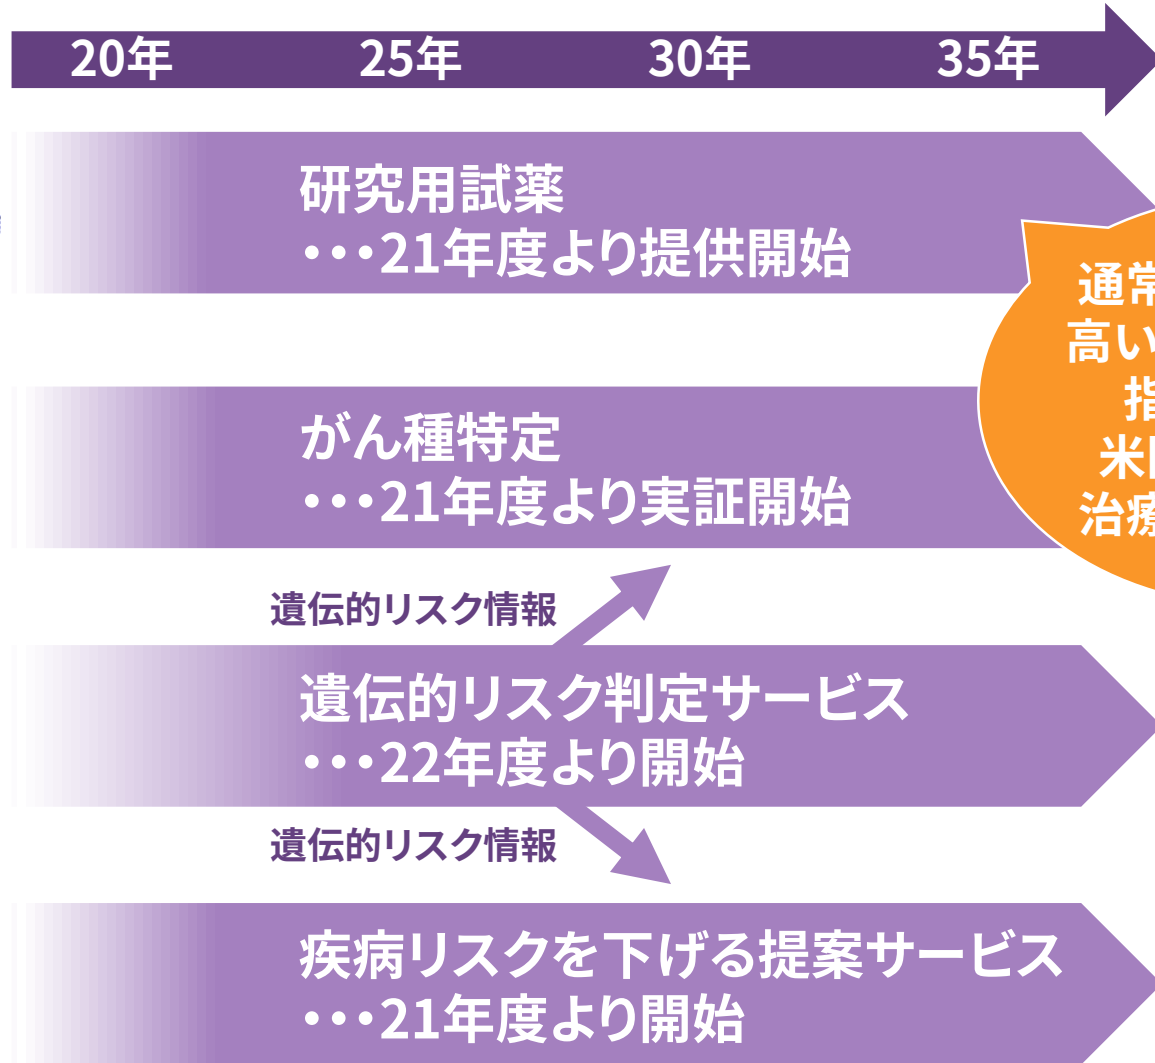 20年 25年 30年 35年
研究用試薬
･･･21年度より提供開始
通常
高い
米
治療
がん種特定
･･･21年度より実証開始
遺伝的リスク情報
遺伝的リスク判定サービス
･･･22年度より開始
遺伝的リスク情報
疾病リスクを下げる提案サービス
･･･21年度より開始